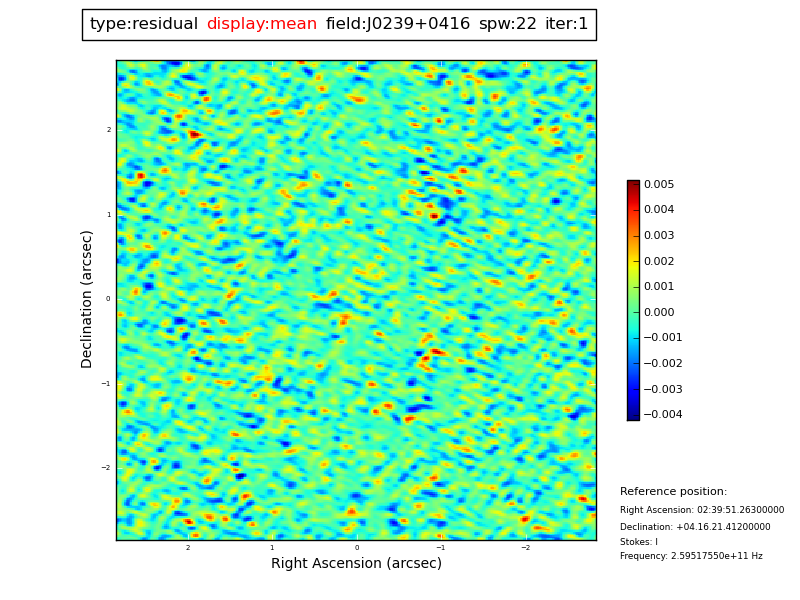 type:residual display:mean field:J0239+0416 spw:22 iter:1
2
1
0
−1
−2
Declination (arcsec)
2
1
0
−1
−2
Right Ascension (arcsec)
0.005
0.004
0.003
0.002
0.001
0.000
−0.001
−0.002
−0.003
−0.004
Reference position:
Right Ascension: 02:39:51.26300000
Declination: +04.16.21.41200000
Stokes: I
Frequency: 2.59517550e+11 Hz